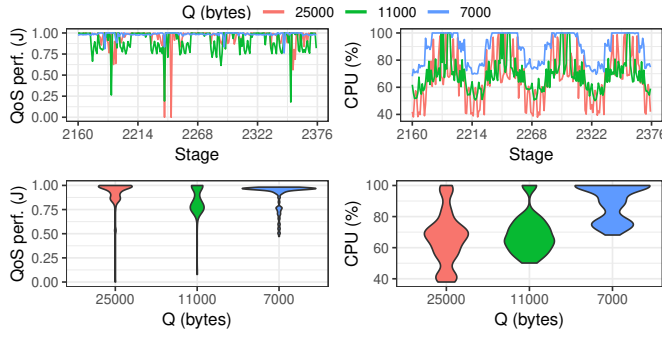 Q (bytes) 25000 11000 7000
QoS perf. (J)
1.00
0.75
0.50
0.25
0.00
2160 2214 2268 2322 2376
Stage
CPU (%)
100
80
60
40
2160 2214 2268 2322 2376
Stage
QoS perf. (J)
1.00
0.75
0.50
0.25
0.00
25000 11000 7000
Q (bytes)
CPU (%)
100
80
60
40
25000 11000 7000
Q (bytes)